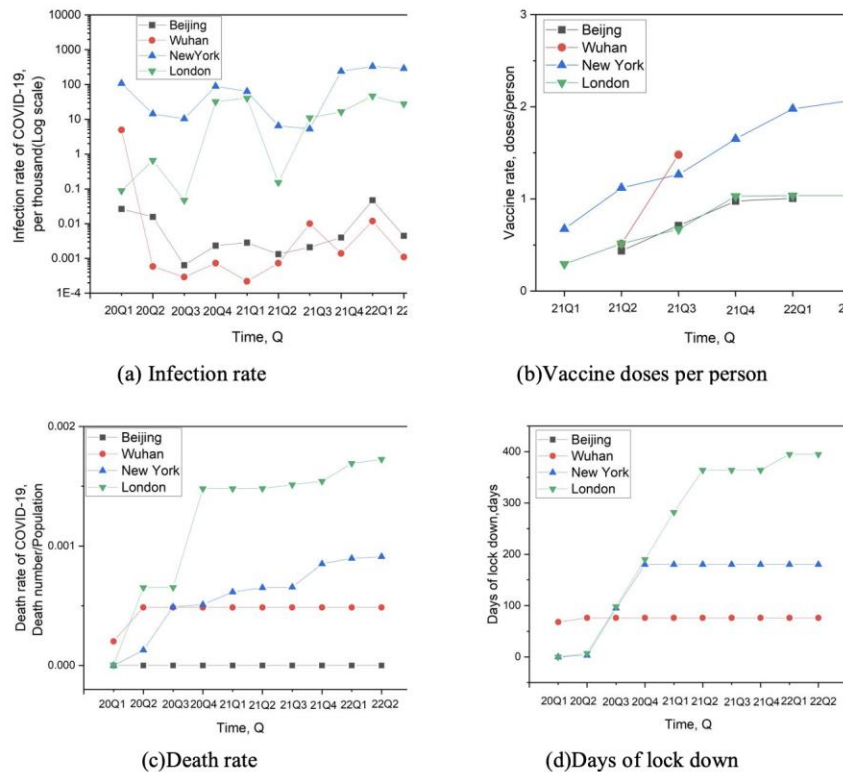 Beijing
Wuhan
NewYork
London
10000
1000
100
10
1
0.1
0.01
0.001
1E-4
Infection rate of COVID-19,
per thousand(Log scale)
20Q1 20Q2 20Q3 20Q4 21Q1 21Q2 21Q3 21Q4 22Q1 22
Time, Q
(a) Infection rate
Beijng
Wuhan
New York
London
3
2
1
0
Vaccine rate, doses/person
21Q1 21Q2 21Q3 21Q4 22Q1
Time, Q
(b)Vaccine doses per person
Beijing
Wuhan
New York
London
0.002
0.001
0.000
Death rate of COVID-19,
Death number/Population
20Q1 20Q2 20Q3 20Q4 21Q1 21Q2 21Q3 21Q4 22Q1 22Q2
Time, Q
(c)Death rate
Beijing
Wuhan
New York
London
400
300
200
100
0
Days of lock down,days
20Q1 20Q2 20Q3 20Q4 21Q1 21Q2 21Q3 21Q4 22Q1 22Q2
Time, Q
(d)Days of lock down